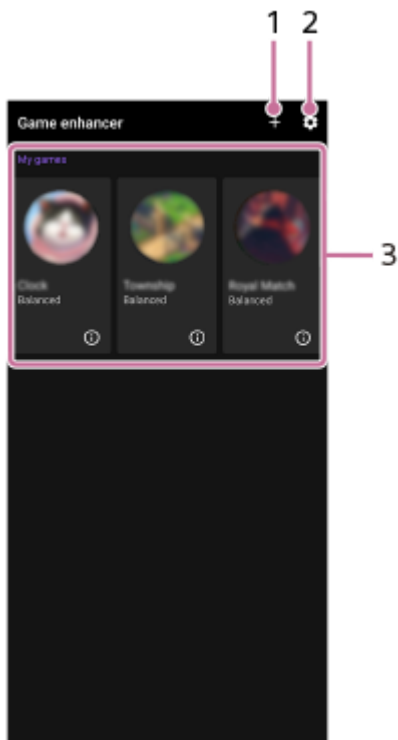 1 2
Game enhancer
My games
3
Clock Township Royal Match
Balanced Balanced Balanced